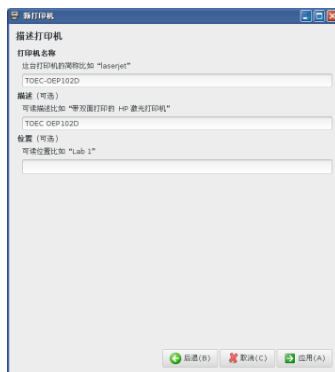 新打印机
描述打印机
打印机名称
这台打印机的简称比如 “laserjet”
TOEC-OEP102D
描述 (可选)
可读描述比如 “带双面打印的 HP 激光打印机”
TOEC OEP102D
位置 (可选)
可读位置比如 “Lab 1”
后退(B)
取消(C)
应用(A)